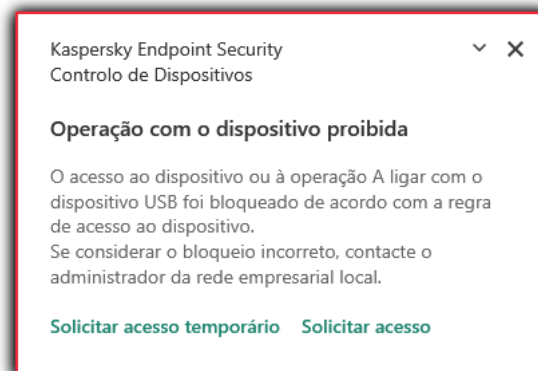 Kaspersky Endpoint Security
Controlo de Dispositivos
Operação com o dispositivo proibida
O acesso ao dispositivo ou à operação A ligar com o
dispositivo USB foi bloqueado de acordo com a regra
de acesso ao dispositivo.
Se considerar o bloqueio incorreto, contacte o
administrador da rede empresarial local.
Solicitar acesso temporário Solicitar acesso